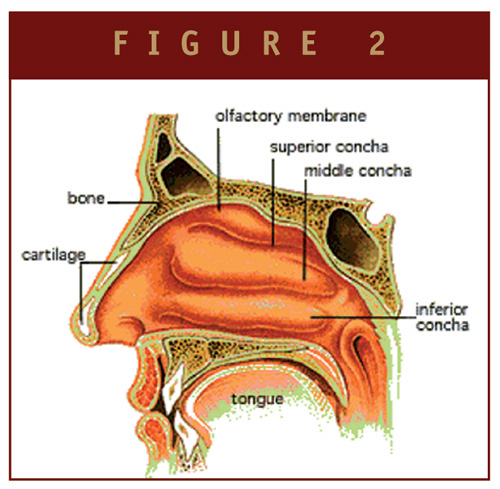 FIGURE 2
olfactory membrane
superior concha
middle concha
bone
cartilage
inferior
concha
tongue